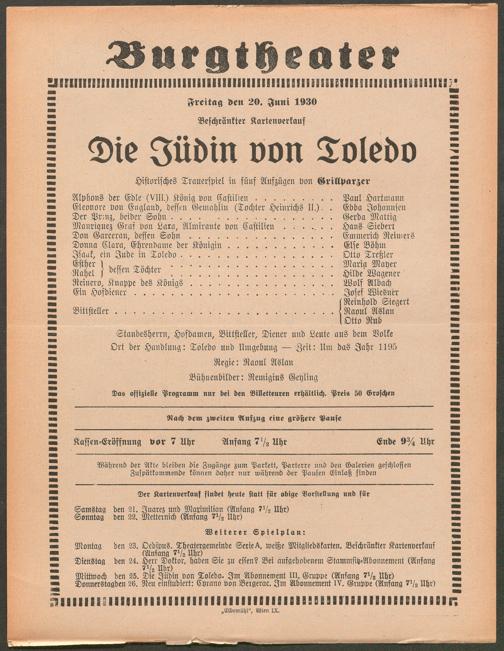 Burgtheater
Freitag den 20. Juni 1930
Beschränkter Kartenverkauf
Die Jüdin von Toledo
Historisches Trauerspiel in fünf Aufzügen von Grillparzer
Alphons der Edle (VIII.) König von Castilien . . . . . . . . . Paul Hartmann
Eleonore von England, dessen Gemahlin (Tochter Heinrichs II.) . . Ebba Johannsen
Der Prinz, beider Sohn . . . . . . . . . . . . . . . . . Gerda Mattig
Manriquez Graf von Lara, Almirante von Castilien . . . . . . . Hans Siebert
Don Garceran, dessen Sohn . . . . . . . . . . . . . . . Emmerich Reimers
Donna Clara, Ehrendame der Königin . . . . . . . . . . . . Else Böhm
Isaak, ein Jude in Toledo . . . . . . . . . . . . . . . . Otto Treßler
Esther } dessen Töchter . . . . . . . . . . . . . . . . . Maria Mayer
Rahel } Hilde Wagener
Reinero, Knappe des Königs . . . . . . . . . . . . . . . Wolf Albach
Ein Hofdiener . . . . . . . . . . . . . . . . . . . . Josef Wiesner
Bittsteller . . . . . . . . . . . . . . . . . . . . . { Reinhold Siegert
Raoul Aslan
Otto Rub
Standesherrn, Hofdamen, Bittsteller, Diener und Leute aus dem Volke
Ort der Handlung: Toledo und Umgebung — Zeit: Um das Jahr 1195
Regie: Raoul Aslan
Bühnenbilder: Remigius Geyling
Das offizielle Programm nur bei den Billetteuren erhältlich. Preis 50 Groschen
Nach dem zweiten Aufzug eine größere Pause
Kassen-Eröffnung vor 7 Uhr Anfang 7½ Uhr Ende 9¾ Uhr
Während der Akte bleiben die Zugänge zum Parkett, Parterre und den Galerien geschlossen
Zuspätkommende können daher nur während der Pausen Einlaß finden
Der Kartenverkauf findet heute statt für obige Vorstellung und für
Samstag den 21. Juarez und Maximilian (Anfang 7½ Uhr)
Sonntag den 22. Metternich (Anfang 7½ Uhr)
Weiterer Spielplan:
Montag den 23. Oedipus. Theatergemeinde Serie A, weiße Mitgliedskarten. Beschränkter Kartenverkauf
(Anfang 7½ Uhr)
Dienstag den 24. Herr Doktor, haben Sie zu essen? Bei aufgehobenem Stammsitz-Abonnement (Anfang
7½ Uhr)
Mittwoch den 25. Die Jüdin von Toledo. Im Abonnement III. Gruppe (Anfang 7½ Uhr)
Donnerstag den 26. Neu einstudiert: Cyrano von Bergerac. Im Abonnement IV. Gruppe (Anfang 7½ Uhr)
„Elbemühl“, Wien IX.